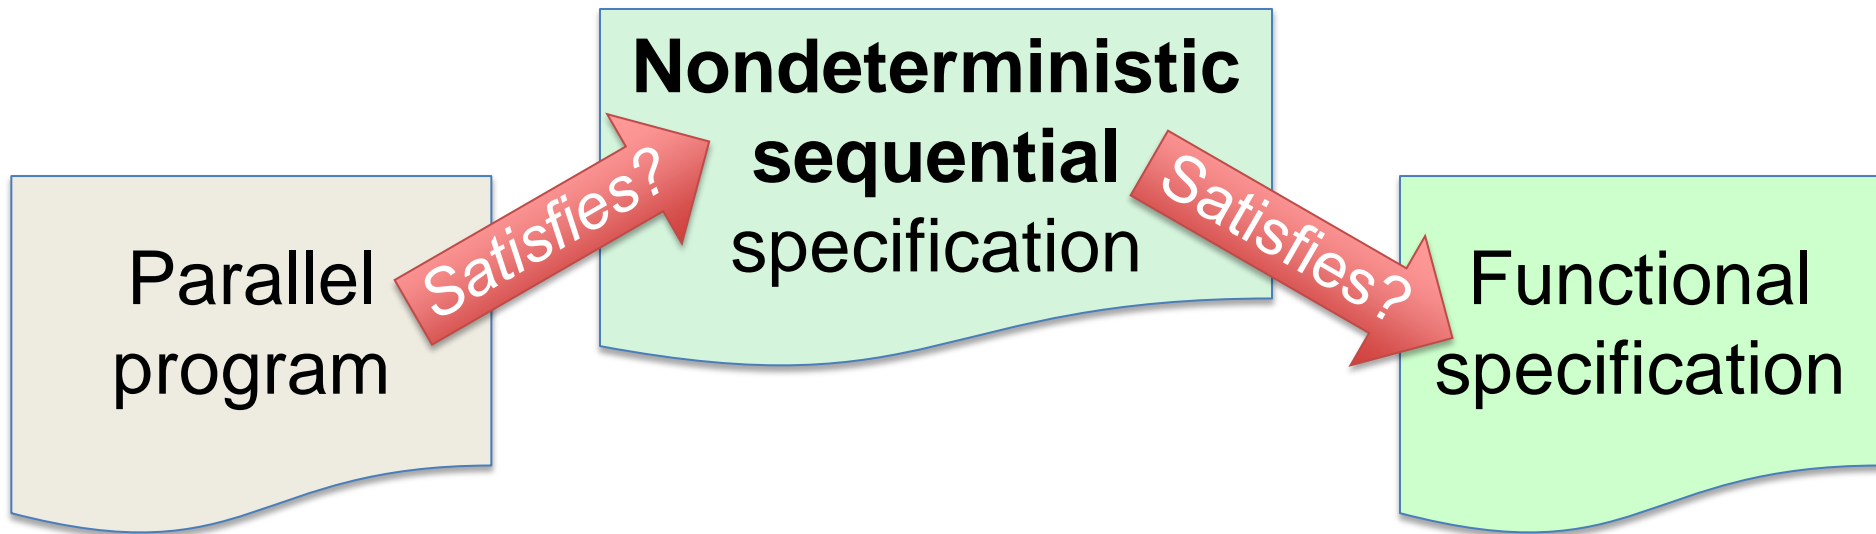 Nondeterministic
sequential
specification
Satisfies?
Satisfies?
Parallel
program
Functional
specification